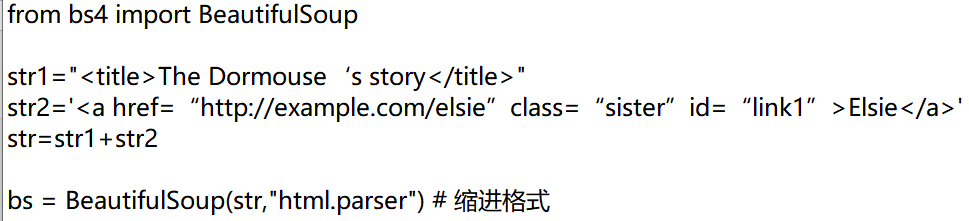 from bs4 import BeautifulSoup
str1="<title>The Dormouse‘s story</title>"
str2='<a href=“http://example.com/elsie”class=“sister”id=“link1”>Elsie</a>'
str=str1+str2
bs = BeautifulSoup(str,"html.parser") # 缩进格式